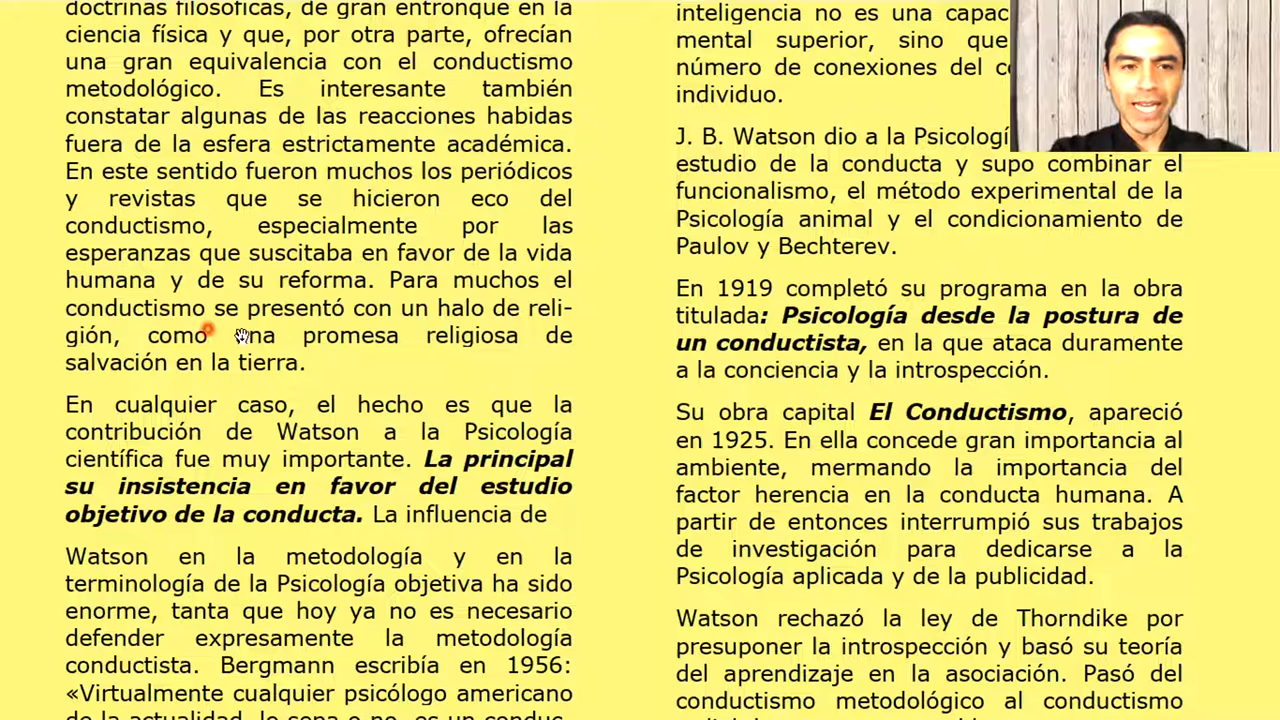 doctrinas filosóficas, de gran entronque en la
ciencia física y que, por otra parte, ofrecían
una gran equivalencia con el conductismo
metodológico. Es interesante también
constatar algunas de las reacciones habidas
fuera de la esfera estrictamente académica.
En este sentido fueron muchos los periódicos
y revistas que se hicieron eco del
conductismo, especialmente por las
esperanzas que suscitaba en favor de la vida
humana y de su reforma. Para muchos el
conductismo se presentó con un halo de reli-
gión, como una promesa religiosa de
salvación en la tierra.
En cualquier caso, el hecho es que la
contribución de Watson a la Psicología
científica fue muy importante. La principal
su insistencia en favor del estudio
objetivo de la conducta. La influencia de
Watson en la metodología y en la
terminología de la Psicología objetiva ha sido
enorme, tanta que hoy ya no es necesario
defender expresamente la metodología
conductista. Bergmann escribía en 1956:
«Virtualmente cualquier psicólogo americano
de la actualidad, lo sepa o no, es un conduc-
inteligencia no es una capac
mental superior, sino que
número de conexiones del
individuo.
J. B. Watson dio a la Psicologí
estudio de la conducta y supo combinar el
funcionalismo, el método experimental de la
Psicología animal y el condicionamiento de
Paulov y Bechterev.
En 1919 completó su programa en la obra
titulada: Psicología desde la postura de
un conductista, en la que ataca duramente
a la conciencia y la introspección.
Su obra capital El Conductismo, apareció
en 1925. En ella concede gran importancia al
ambiente, mermando la importancia del
factor herencia en la conducta humana. A
partir de entonces interrumpió sus trabajos
de investigación para dedicarse a la
Psicología aplicada y de la publicidad.
Watson rechazó la ley de Thorndike por
presuponer la introspección y basó su teoría
del aprendizaje en la asociación. Pasó del
conductismo metodológico al conductismo